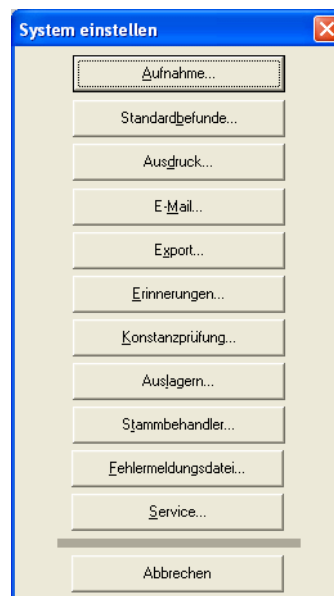 System einstellen
Aufnahme...
Standardbefunde...
Ausdruck...
E-Mail...
Export...
Erinnerungen...
Konstanzprüfung...
Auslagern...
Stammbehandler...
Fehlermeldungsdatei...
Service...
Abbrechen